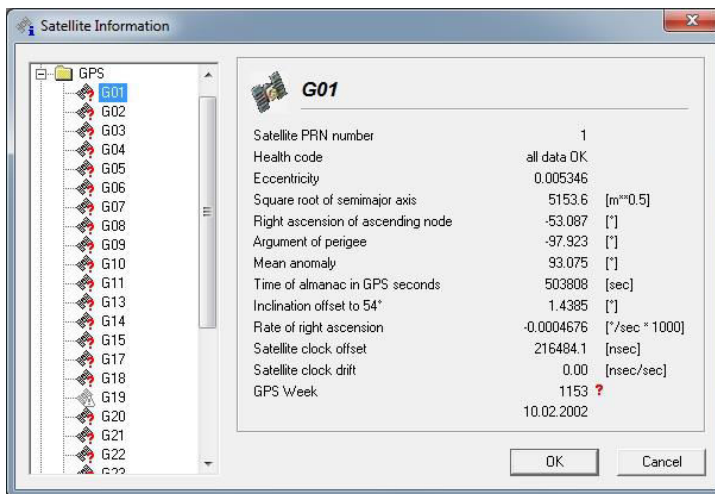 Satellite Information
GPS
G01
G02
G03
G04
G05
G06
G07
G08
G09
G10
G11
G13
G14
G15
G17
G18
G19
G20
G21
G22
G23
G01
Satellite PRN number 1
Health code all data OK
Eccentricity 0.005346
Square root of semimajor axis 5153.6 [m**0.5]
Right ascension of ascending node -53.087 [°]
Argument of perigee -97.923 [°]
Mean anomaly 93.075 [°]
Time of almanac in GPS seconds 503808 [sec]
Inclination offset to 54° 1.4385 [°]
Rate of right ascension -0.0004676 [°/sec * 1000]
Satellite clock offset 216484.1 [nsec]
Satellite clock drift 0.00 [nsec/sec]
GPS Week 1153 ?
10.02.2002
OK Cancel